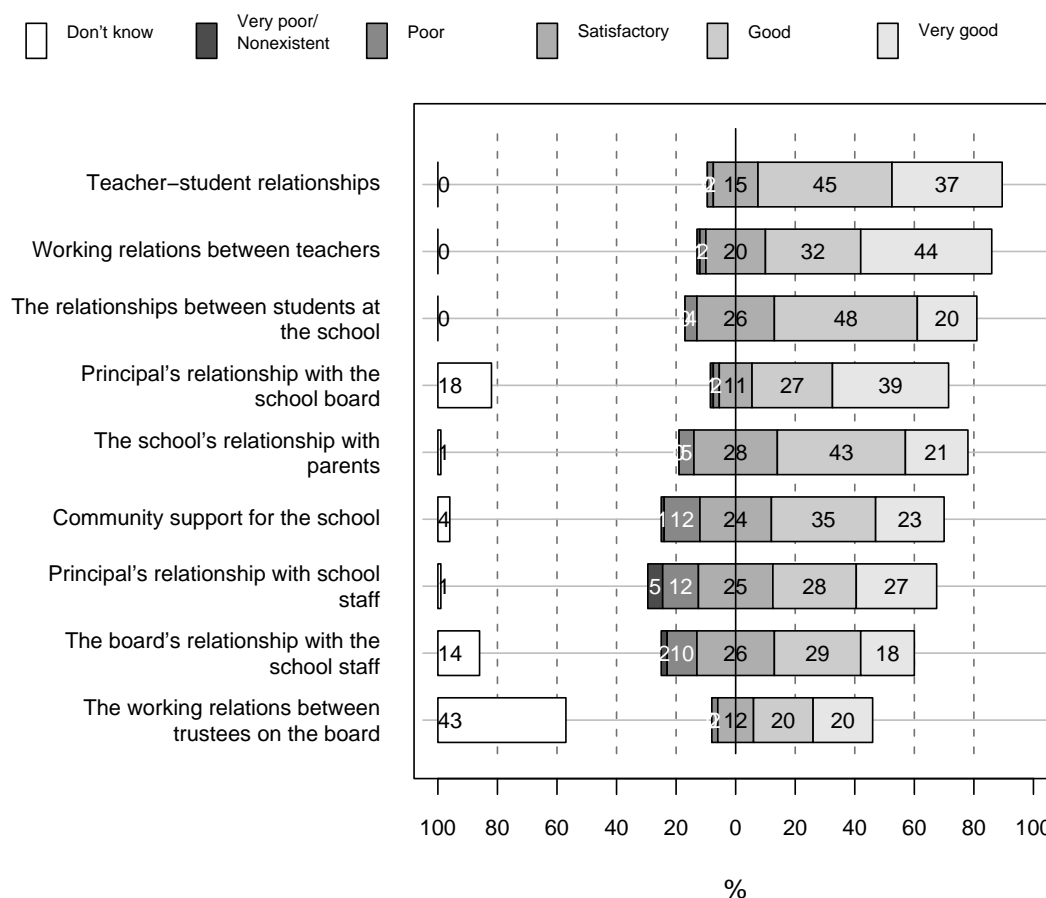 Don't know
Very poor/
Nonexistent
Poor
Satisfactory
Good
Very good
Teacher−student relationships
0 2 15 45 37
Working relations between teachers
0 1 2 20 32 44
The relationships between students at
the school
0 0 4 26 48 20
Principal's relationship with the
school board
18 2 11 27 39
The school's relationship with
parents
1 5 28 43 21
Community support for the school
4 1 12 24 35 23
Principal's relationship with school
staff
1 5 12 25 28 27
The board's relationship with the
school staff
14 2 10 26 29 18
The working relations between
trustees on the board
43 2 12 20 20
100 80 60 40 20 0 20 40 60 80
%